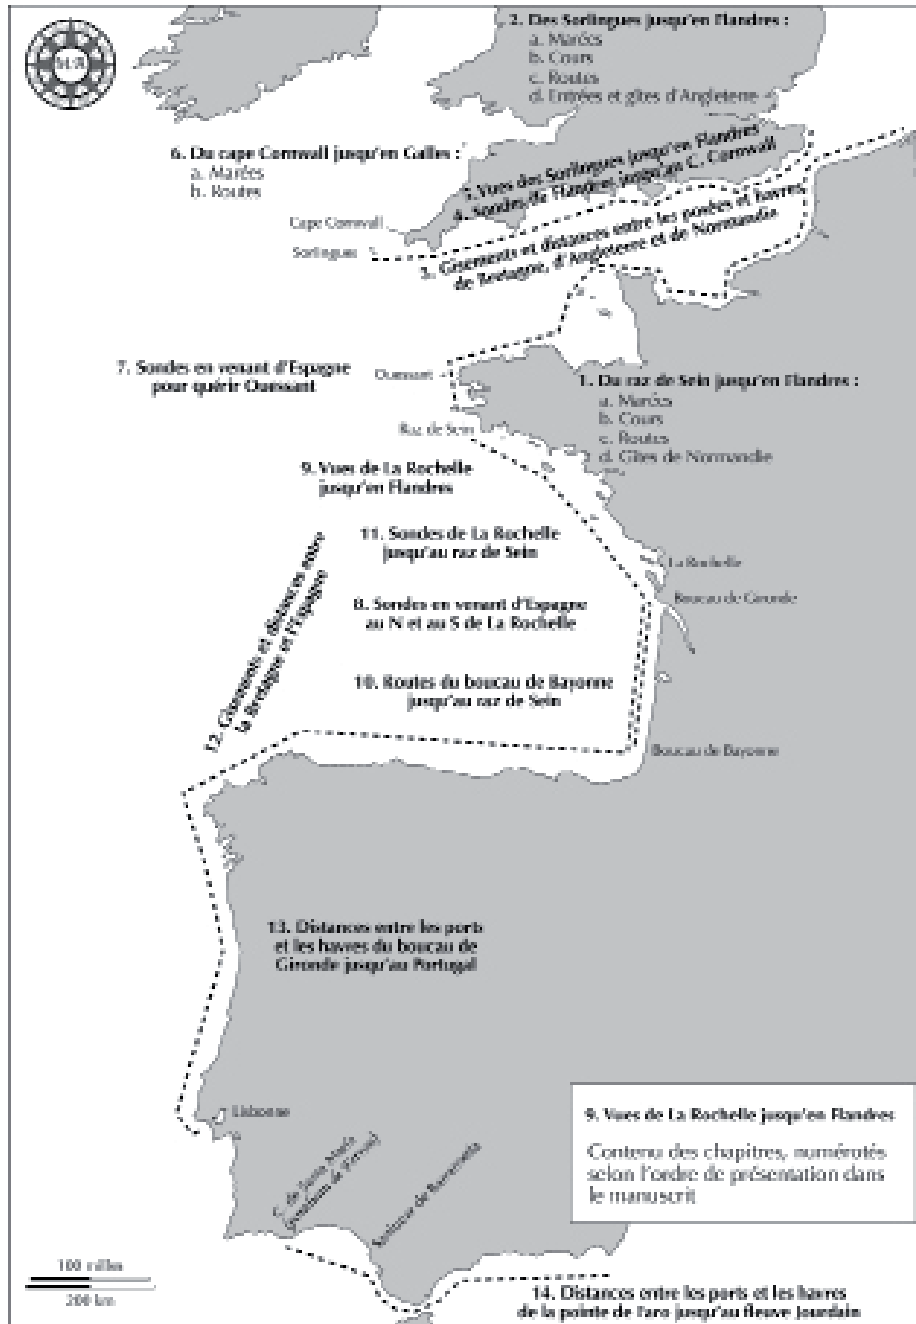 2. Des Sorlingues jusqu'en Flandres :
a. Marées
b. Cours
c. Routes
d. Entrées et gîtes d'Angleterre
6. Du cape Cornwall jusqu'en Galles :
a. Marées
b. Routes
5. Vues des Sorlingues jusqu'en Flandres
4. Sondes de Flandres jusqu'au C. Cornwall
Cape Cornwall
Sorlingues
3. Gisements et distances entre les posées et havres
de Bretagne, d'Angleterre et de Normandie
7. Sondes en venant d'Espagne
pour quérir Ouessant
Ouessant
1. Du raz de Sein jusqu'en Flandres :
a. Marées
b. Cours
c. Routes
d. Gîtes de Normandie
Raz de Sein
9. Vues de La Rochelle
jusqu'en Flandres
11. Sondes de La Rochelle
jusqu'au raz de Sein
La Rochelle
8. Sondes en venant d'Espagne
au N et au S de La Rochelle
Boucau de Gironde
12. Gisements et distances entre
la Bretagne et l'Espagne
10. Routes du boucau de Bayonne
jusqu'au raz de Sein
Boucau de Bayonne
13. Distances entre les ports
et les havres du boucau de
Gironde jusqu'au Portugal
Lisbonne
9. Vues de La Rochelle jusqu'en Flandres
Contenu des chapitres, numérotés
selon l'ordre de présentation dans
le manuscrit
C. de Santa Maria
de
100 milles
200 km
14. Distances entre les ports et les havres
de la pointe de Faro jusqu'au fleuve Jourdain